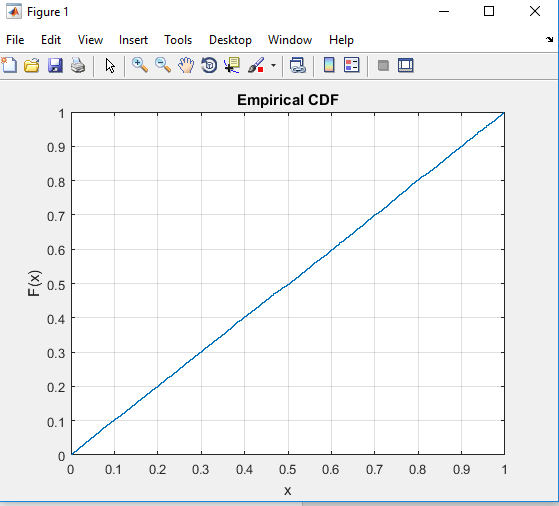 Figure 1
File Edit View Insert Tools Desktop Window Help
Empirical CDF
1
0.9
0.8
0.7
0.6
0.5
0.4
0.3
0.2
0.1
0
F(x)
0 0.1 0.2 0.3 0.4 0.5 0.6 0.7 0.8 0.9 1
x